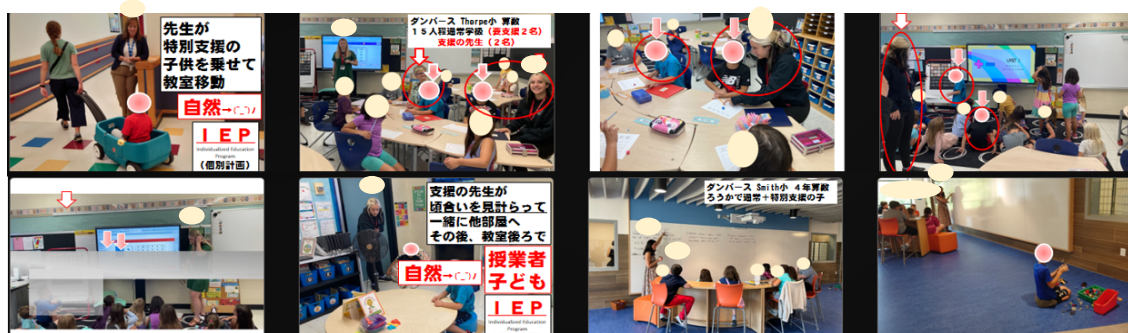 先生が
特別支援の
子供を乗せて
教室移動
自然→(^_^)ノ
IEP
Individualized Education
Program
(個別計画)
ダンバース Thorpe小 算数
15人程通常学級(要支援2名)
支援の先生(2名)
UNIT 1
支援の先生が
頃合いを見計らって
一緒に他部屋へ
その後、教室後ろで
自然→(^_^)ノ
授業者
子ども
IEP
Individualized Education
Program
ダンバース Smith小 4年算数
ろうかで通常+特別支援の子